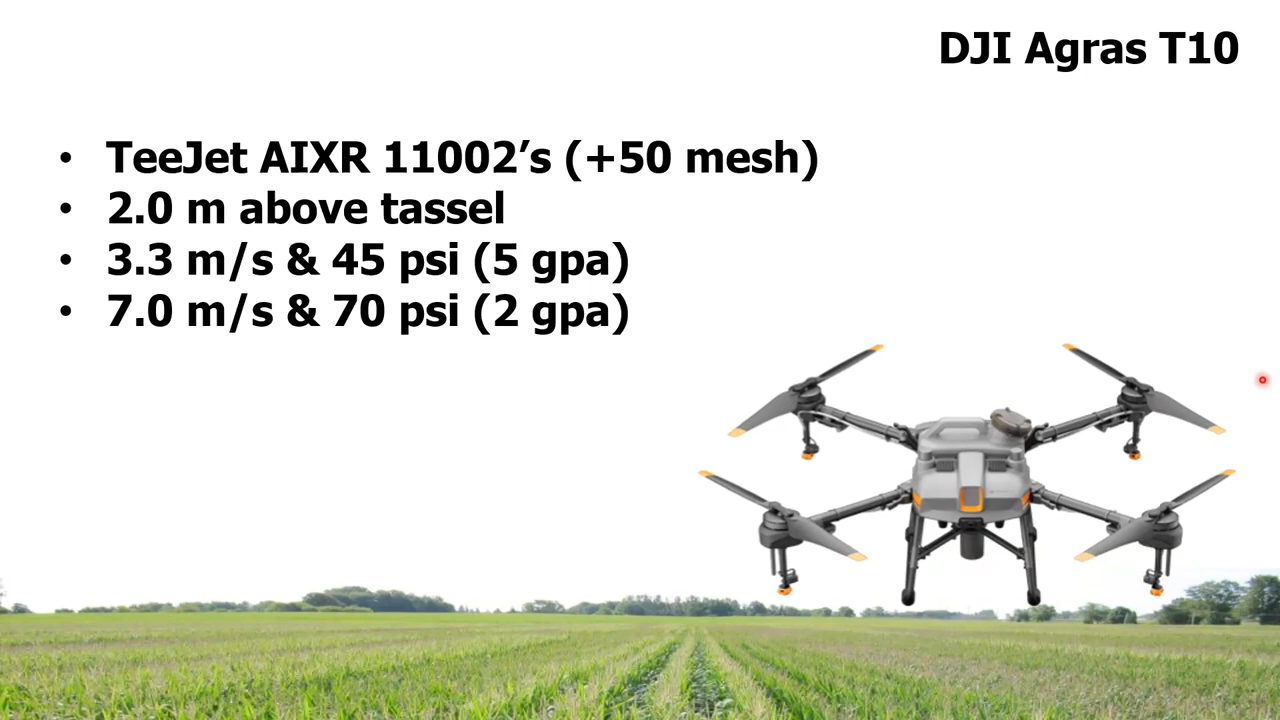 DJI Agras T10
• TeeJet AIXR 11002’s (+50 mesh)
• 2.0 m above tassel
• 3.3 m/s & 45 psi (5 gpa)
• 7.0 m/s & 70 psi (2 gpa)